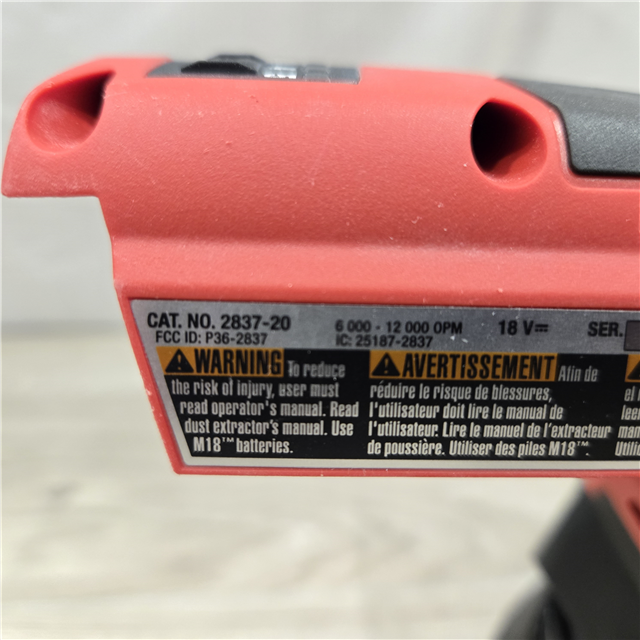 CAT. NO. 2837-20 6 000 - 12 000 OPM 18 V⎓ SER.
FCC ID: P36-2837 IC: 25187-2837
WARNING To reduce
the risk of injury, user must
read operator's manual. Read
dust extractor's manual. Use
M18™ batteries.
AVERTISSEMENT Afin de
réduire le risque de blessures,
l'utilisateur doit lire le manuel de
l'utilisateur. Lire le manuel de l'extracteur
de poussière. Utiliser des piles M18™.